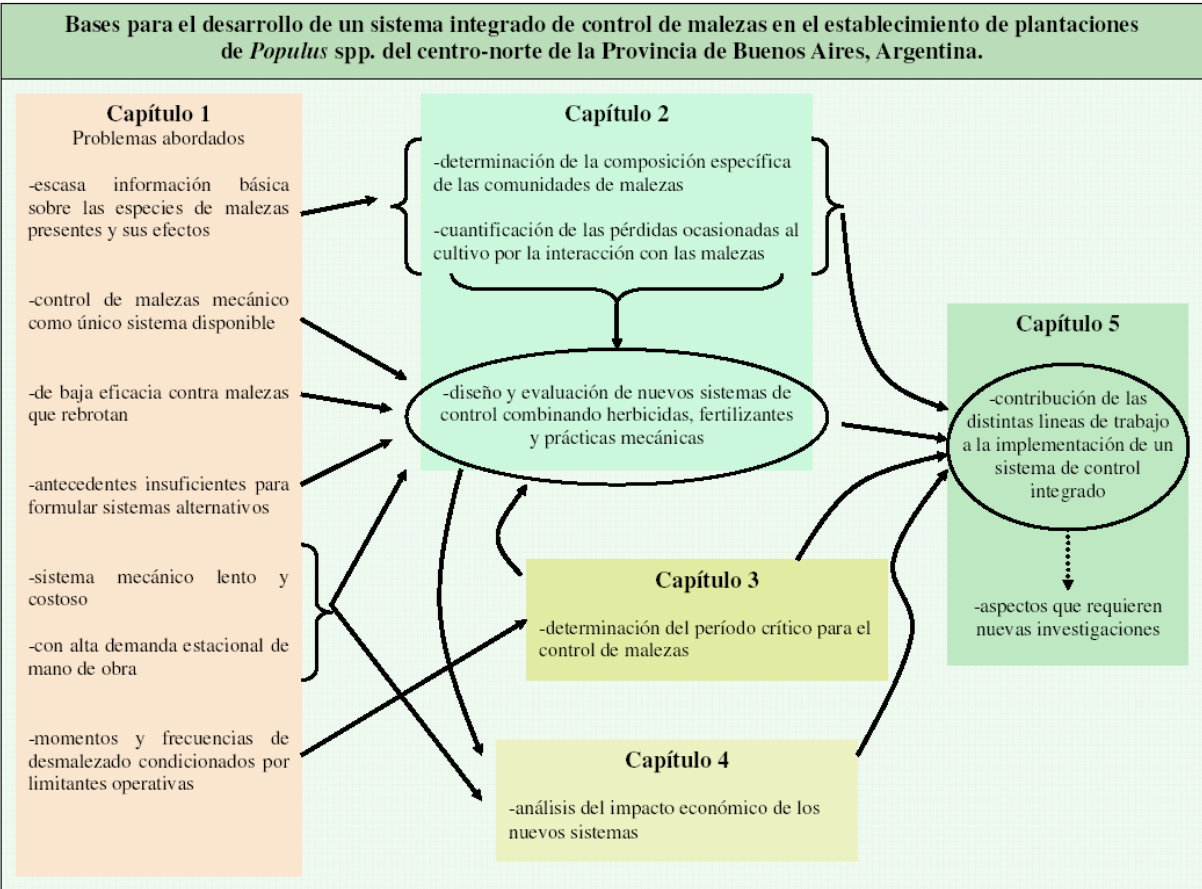 Bases para el desarrollo de un sistema integrado de control de malezas en el establecimiento de plantaciones
de Populus spp. del centro-norte de la Provincia de Buenos Aires, Argentina.
Capítulo 1
Problemas abordados
-escasa información básica
sobre las especies de malezas
presentes y sus efectos
-control de malezas mecánico
como único sistema disponible
-de baja eficacia contra malezas
que rebrotan
-antecedentes insuficientes para
formular sistemas alternativos
-sistema mecánico lento y
costoso
-con alta demanda estacional de
mano de obra
-momentos y frecuencias de
desmalezado condicionados por
limitantes operativas
Capítulo 2
-determinación de la composición específica
de las comunidades de malezas
-cuantificación de las pérdidas ocasionadas al
cultivo por la interacción con las malezas
-diseño y evaluación de nuevos sistemas de
control combinando herbicidas, fertilizantes
y prácticas mecánicas
Capítulo 3
-determinación del período crítico para el
control de malezas
Capítulo 4
-análisis del impacto económico de los
nuevos sistemas
Capítulo 5
-contribución de las
distintas lineas de trabajo
a la implementación de un
sistema de control
integrado
-aspectos que requieren
nuevas investigaciones